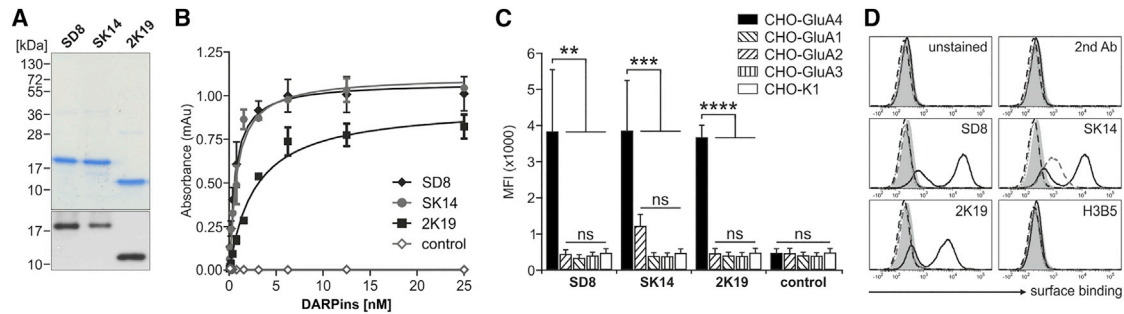 A
SD8 SK14 2K19
[kDa]
130
72
55
36
28
17
10
17
10
B
1.25
1.00
0.75
0.50
0.25
0.00
Absorbance (mAu)
SD8
SK14
2K19
control
0 5 10 15 20 25
DARPins [nM]
C
6
5
4
3
2
1
0
MFI (x1000)
CHO-GluA4
CHO-GluA1
CHO-GluA2
CHO-GluA3
CHO-K1
** *** ****
ns ns ns ns
SD8 SK14 2K19 control
D
unstained 2nd Ab
SD8 SK14
2K19 H3B5
surface binding